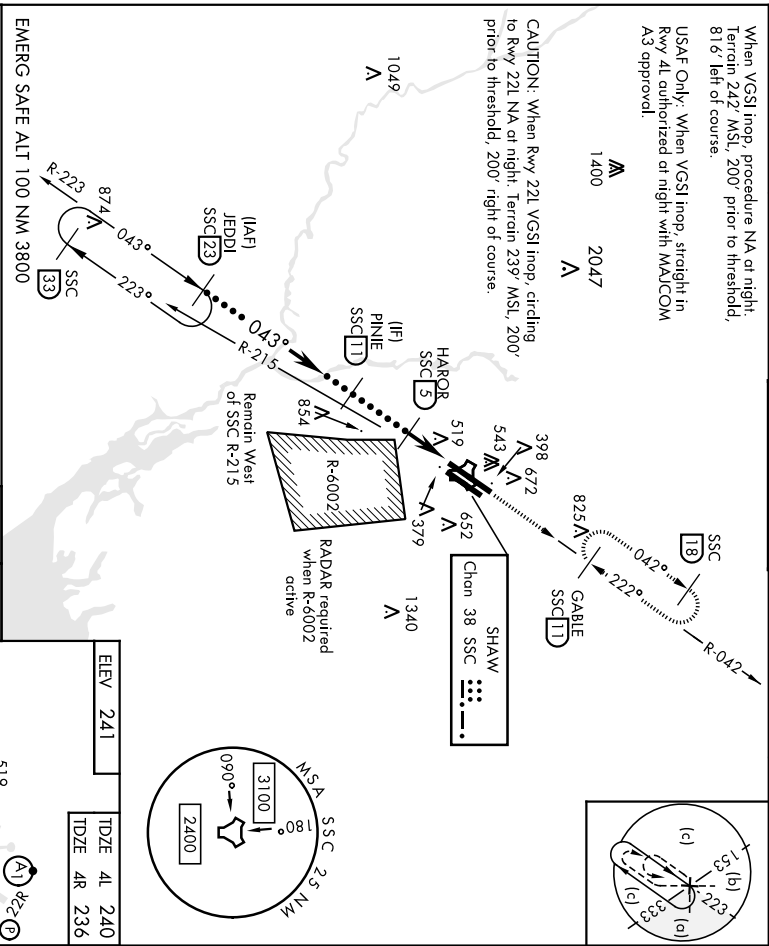 When VGSI inop, procedure NA at night.
Terrain 242' MSL, 200' prior to threshold,
816' left of course.
USAF Only: When VGSI inop, straight in
Rwy 4L authorized at night with MAJCOM
A3 approval.
1400
2047
CAUTION: When Rwy 22L VGSI inop, circling
to Rwy 22L NA at night. Terrain 239' MSL, 200'
prior to threshold, 200' right of course.
1049
EMERG SAFE ALT 100 NM 3800
R-223
874
043°
223°
SSC 33
(IAF)
JEDDI
SSC 23
043°
R-215
(IF)
PINIE
SSC 11
HAROR
SSC 5
854
Remain West
of SSC R-215
R-6002
RADAR required
when R-6002
active
519
543
398
672
379
652
1340
825
SHAW
Chan 38 SSC
GABLE
SSC 11
042°
222°
SSC 18
R-042
MSA SSC 25 NM
3100
180°
090°
2400
153
(b)
223
(a)
333
(c)
(c)
ELEV 241
TDZE 4L 240
TDZE 4R 236
519
A1
22R
P